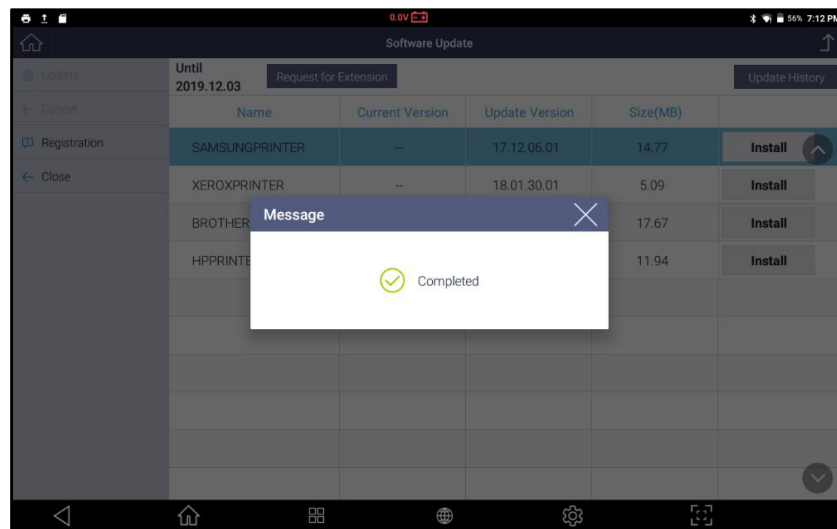 0.0V
56% 7:12 PM
Software Update
Update
Until
2019.12.03
Request for Extension
Update History
Cancel
Name Current Version Update Version Size(MB)
Registration
SAMSUNGPRINTER -- 17.12.06.01 14.77 Install
Close
XEROXPRINTER -- 18.01.30.01 5.09 Install
Message
BROTHER 17.67 Install
HPPRINTE 11.94 Install
Completed